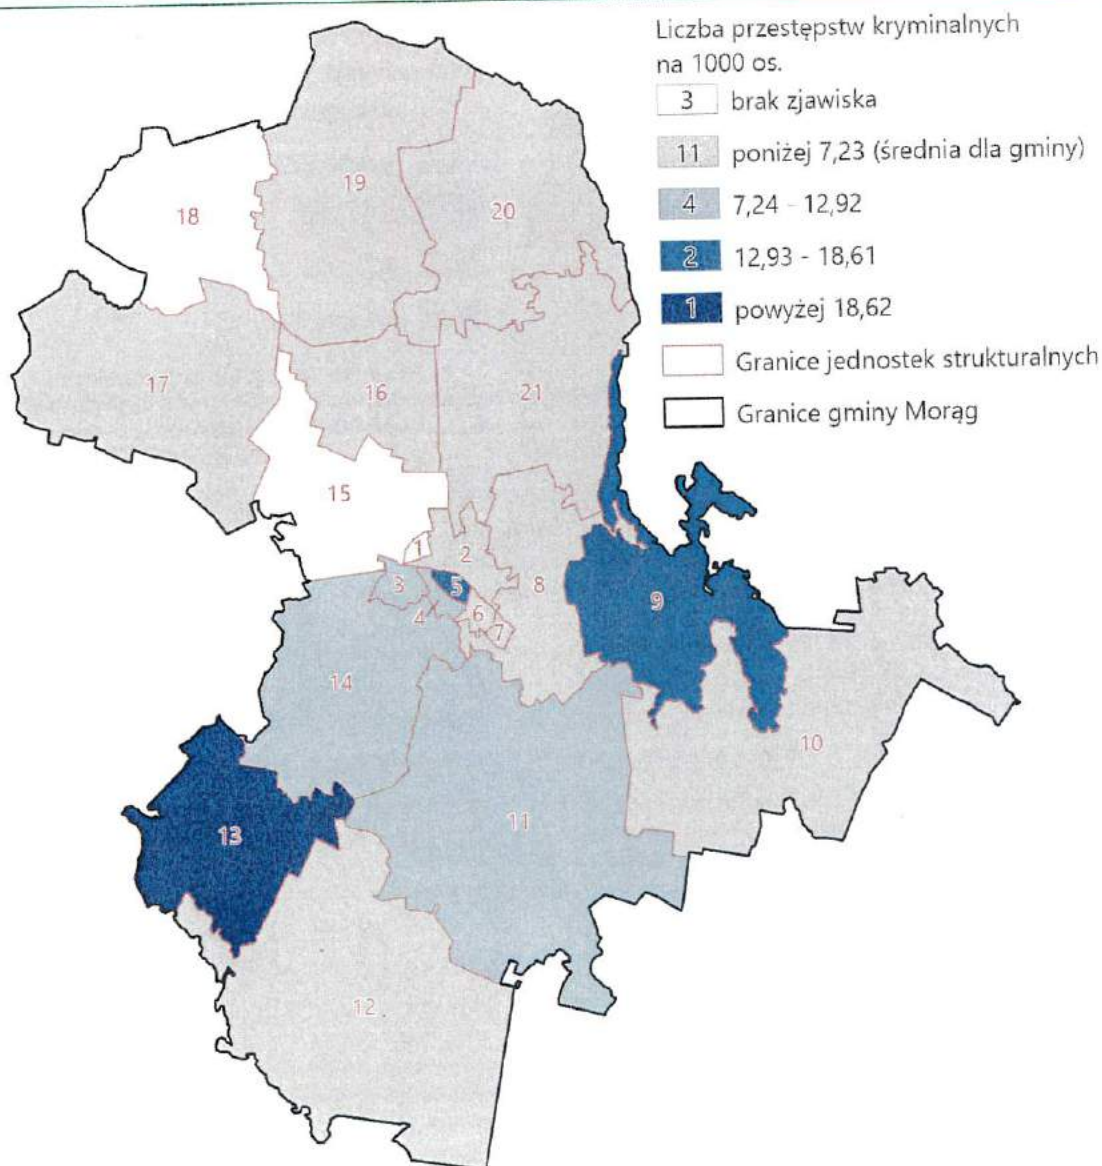 Liczba przestępstw kryminalnych
na 1000 os.
3 brak zjawiska
11 poniżej 7,23 (średnia dla gminy)
4 7,24 - 12,92
2 12,93 - 18,61
1 powyżej 18,62
Granice jednostek strukturalnych
Granice gminy Morąg
19
18
20
17
16
21
15
1
2
3
5
8
9
4
6
7
14
10
11
13
12